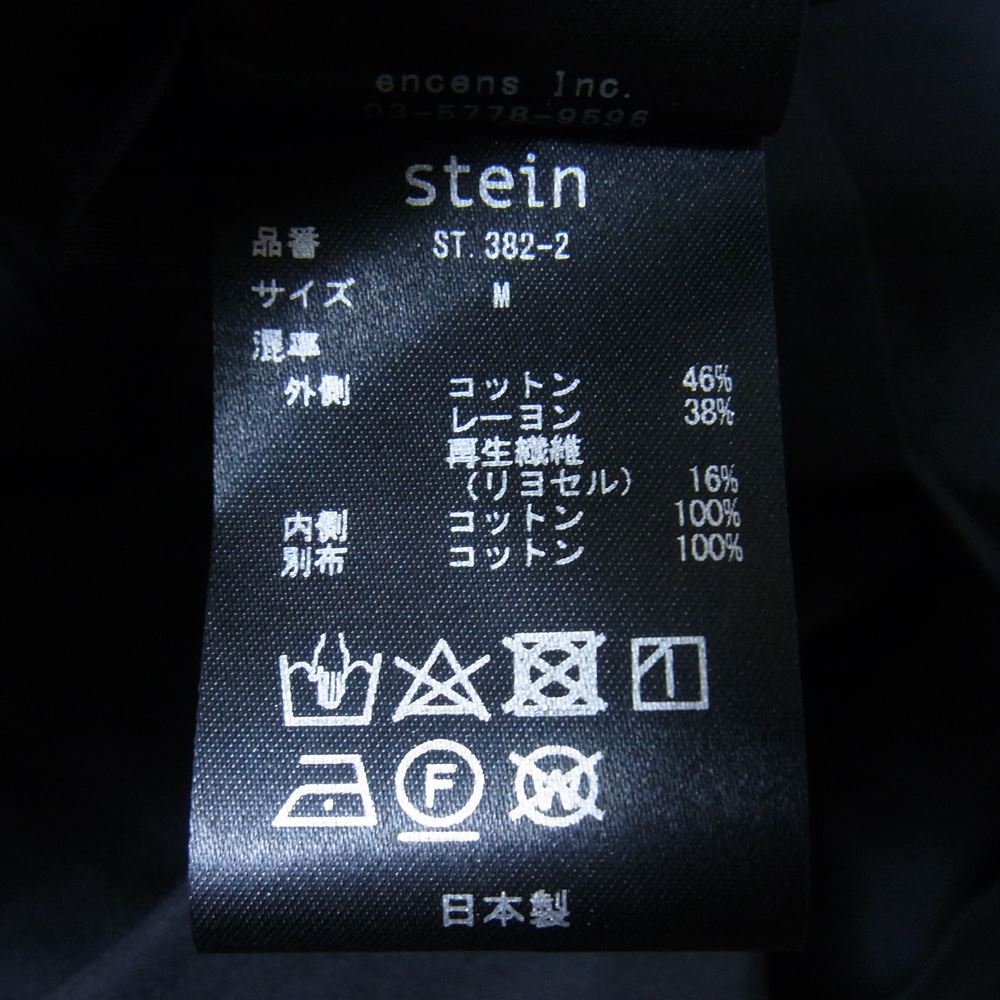 encens Inc.
03-5778-9596
stein
品番 ST.382-2
サイズ M
混率
外側 コットン 46%
レーヨン 38%
再生繊維
(リヨセル) 16%
内側 コットン 100%
別布 コットン 100%
F
W
日本製